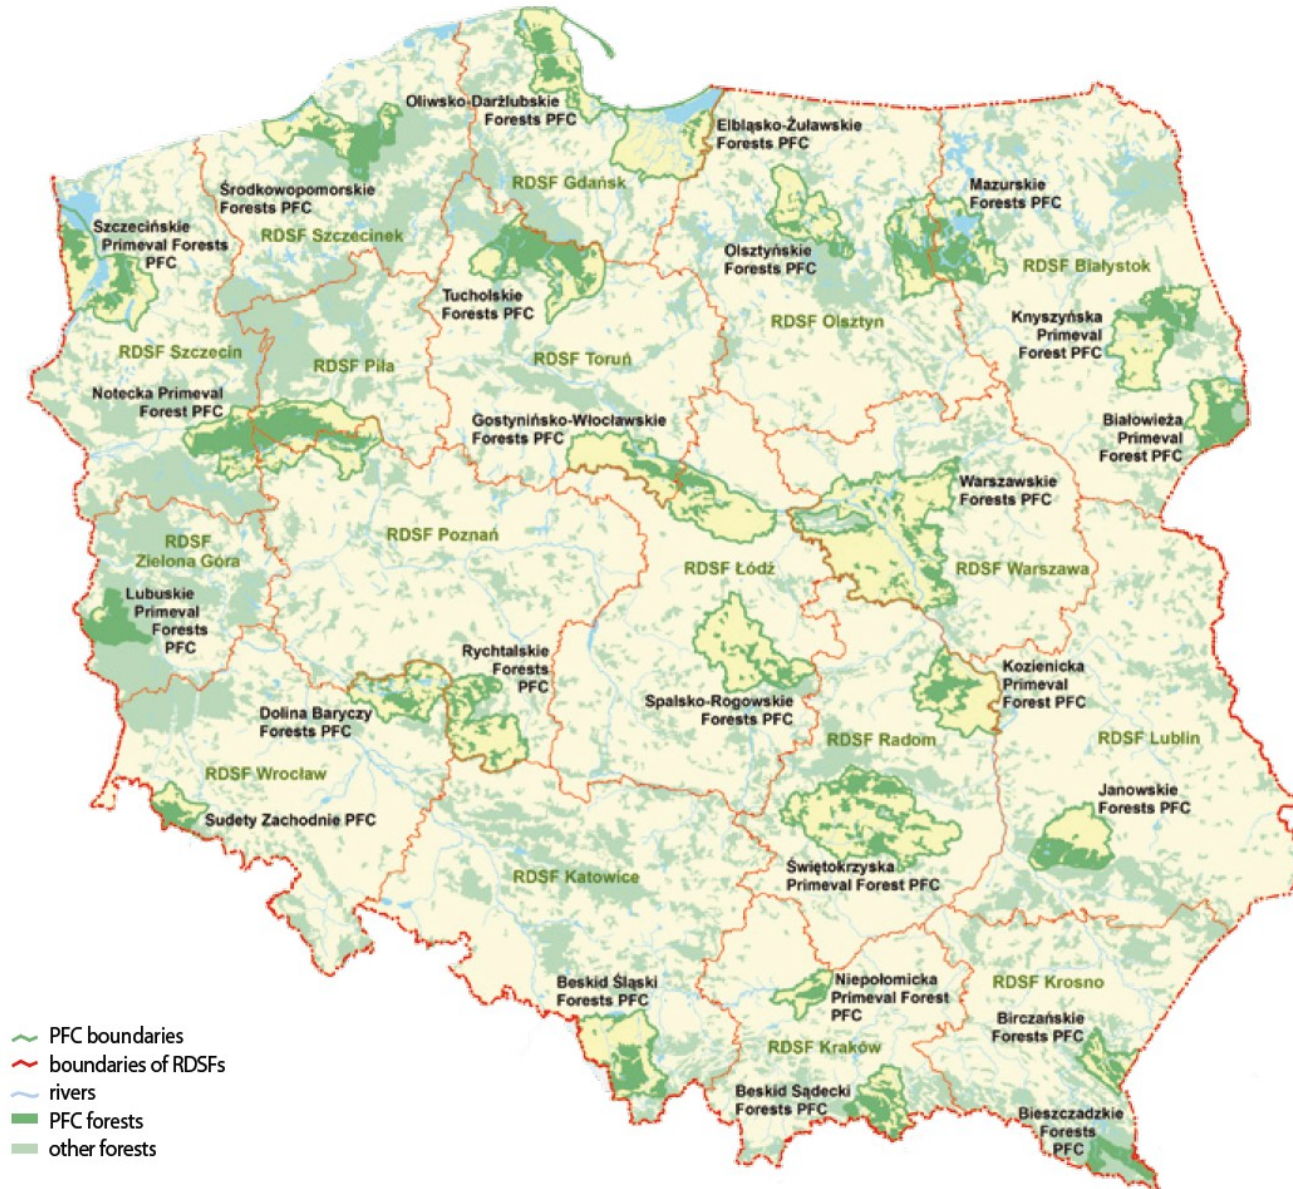 Oliwsko-Darżlubskie
Forests PFC
Elbląsko-Żuławskie
Forests PFC
Środkowopomorskie
Forests PFC
RDSF Gdańsk
Mazurskie
Forests PFC
Szczecińskie
Primeval Forests
PFC
RDSF Szczecinek
Olsztyńskie
Forests PFC
RDSF Białystok
Tucholskie
Forests PFC
Knyszyńska
Primeval
Forest PFC
RDSF Olsztyn
RDSF Szczecin
RDSF Piła
RDSF Toruń
Notecka Primeval
Forest PFC
Gostynińsko-Włocławskie
Forests PFC
Białowieża
Primeval
Forest PFC
Warszawskie
Forests PFC
RDSF
Zielona Góra
RDSF Poznań
RDSF Łódź
RDSF Warszawa
Lubuskie
Primeval
Forests
PFC
Rychtalskie
Forests
PFC
Kozienicka
Primeval
Forest PFC
Spalsko-Rogowskie
Forests PFC
Dolina Baryczy
Forests PFC
RDSF Radom
RDSF Lublin
RDSF Wrocław
Janowskie
Forests PFC
Sudety Zachodnie PFC
Świętokrzyska
Primeval Forest PFC
RDSF Katowice
Beskid Śląski
Forests PFC
Niepołomicka
Primeval Forest
PFC
RDSF Krosno
Birczańskie
Forests PFC
RDSF Kraków
Beskid Sądecki
Forests PFC
Bieszczadzkie
Forests
PFC
PFC boundaries
boundaries of RDSFs
rivers
PFC forests
other forests